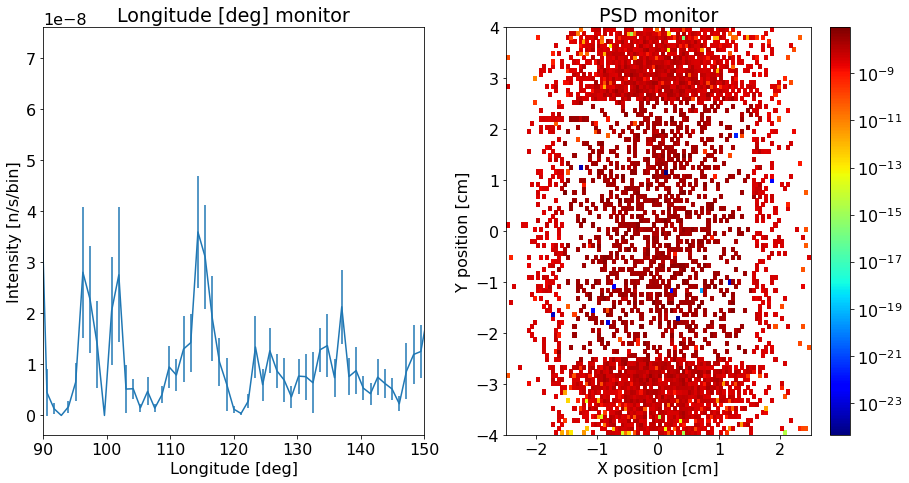 Longitude [deg] monitor
1e−8
7
6
5
4
3
2
1
0
Intensity [n/s/bin]
90 100 110 120 130 140 150
Longitude [deg]
PSD monitor
4
3
2
1
0
−1
−2
−3
−4
Y position [cm]
−2 −1 0 1 2
X position [cm]
10⁻⁹
10⁻¹¹
10⁻¹³
10⁻¹⁵
10⁻¹⁷
10⁻¹⁹
10⁻²¹
10⁻²³